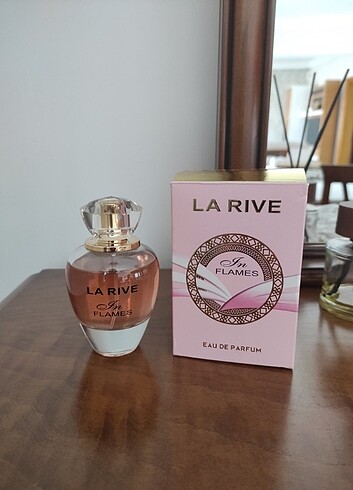 LA RIVE
In
FLAMES
LA RIVE
In
FLAMES
EAU DE PARFUM